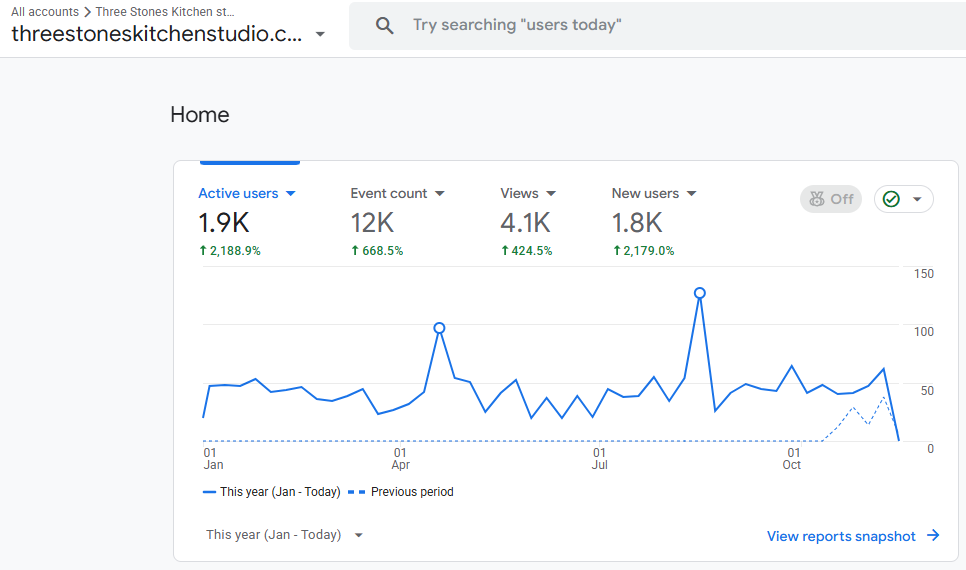 All accounts > Three Stones Kitchen st...
threestoneskitchenstudio.c...
Try searching "users today"
Home
Active users Event count Views New users
Off
1.9K 12K 4.1K 1.8K
↑ 2,188.9% ↑ 668.5% ↑ 424.5% ↑ 2,179.0%
150
100
50
0
01 01 01 01
Jan Apr Jul Oct
This year (Jan - Today) Previous period
This year (Jan - Today)
View reports snapshot →